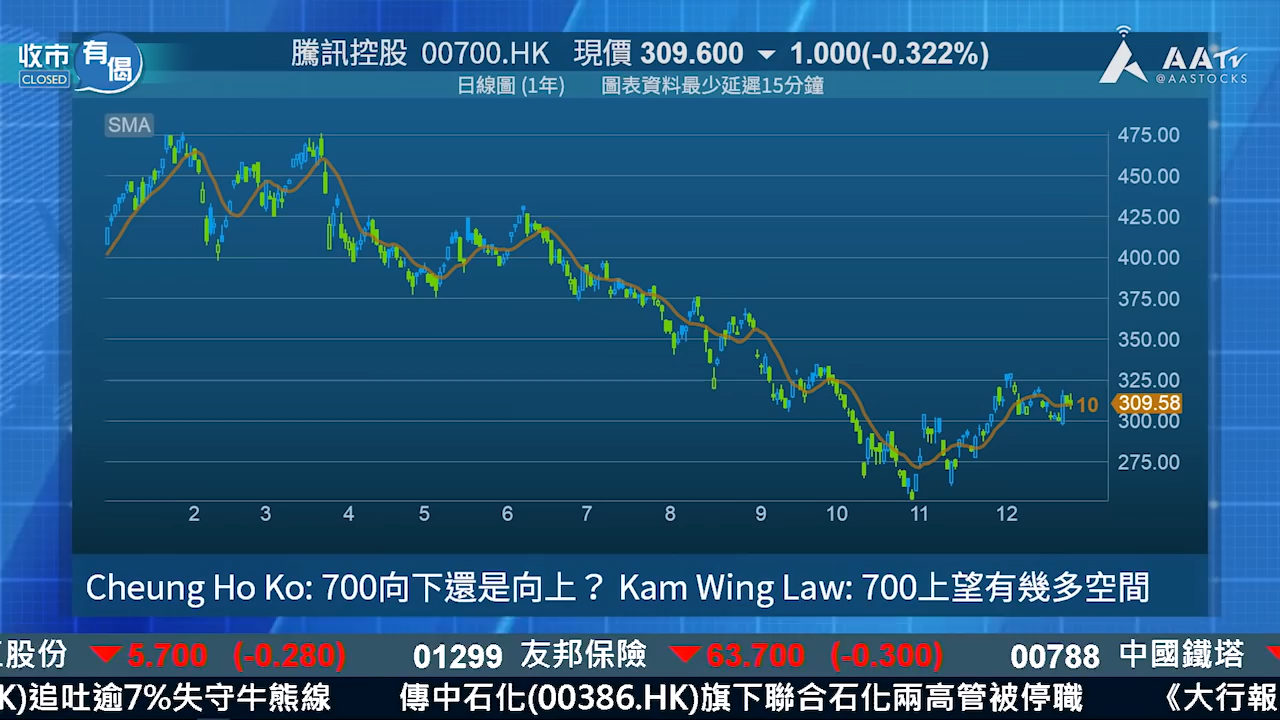 收市 有偈
CLOSED
騰訊控股 00700.HK 現價 309.600 1.000(-0.322%)
日線圖 (1年) 圖表資料最少延遲15分鐘
AATV
@AASTOCKS
SMA
475.00
450.00
425.00
400.00
375.00
350.00
325.00
10 309.58
300.00
275.00
2 3 4 5 6 7 8 9 10 11 12
Cheung Ho Ko: 700向下還是向上？ Kam Wing Law: 700上望有幾多空間
股份 5.700 (-0.280) 01299 友邦保險 63.700 (-0.300) 00788 中國鐵塔
K)追吐逾7%失守牛熊線 傳中石化(00386.HK)旗下聯合石化兩高管被停職 《大行報